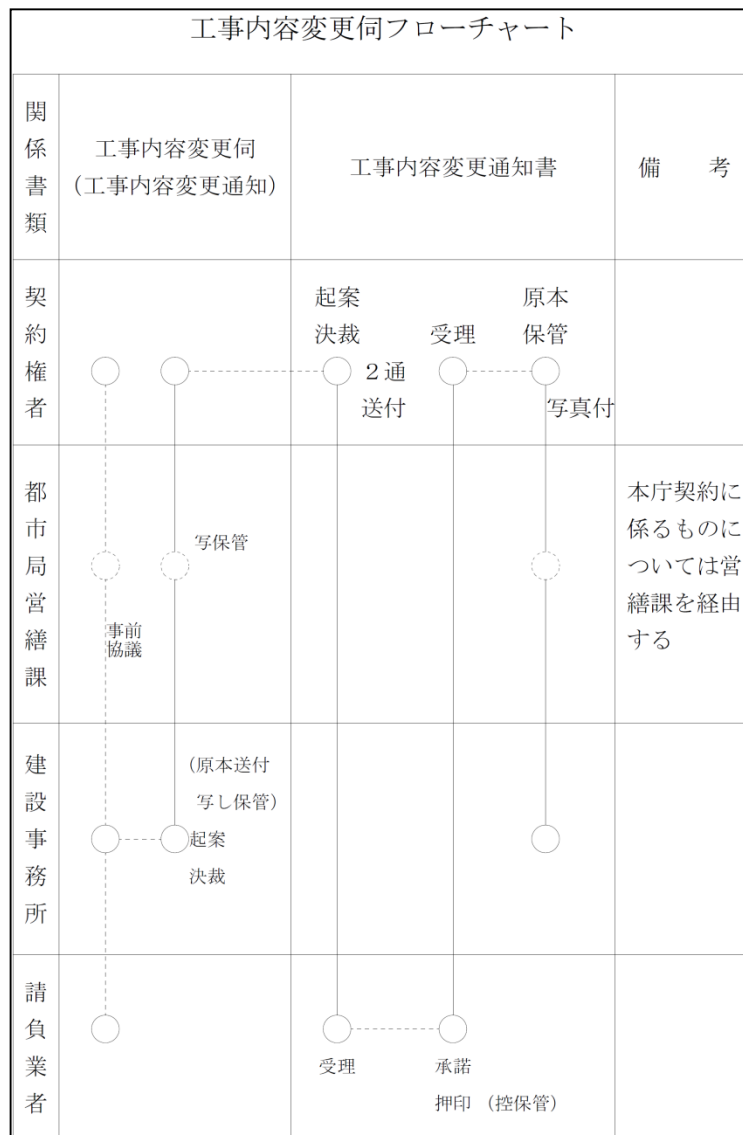 工事内容変更伺フローチャート
関係書類
工事内容変更伺
（工事内容変更通知）
工事内容変更通知書
備　　考
契約権者
起案
決裁
２通
送付
受理
原本
保管
写真付
都市局営繕課
写保管
事前
協議
本庁契約に
係るものに
ついては営
繕課を経由
する
建設事務所
（原本送付
写し保管）
起案
決裁
請負業者
受理
承諾
押印　（控保管）